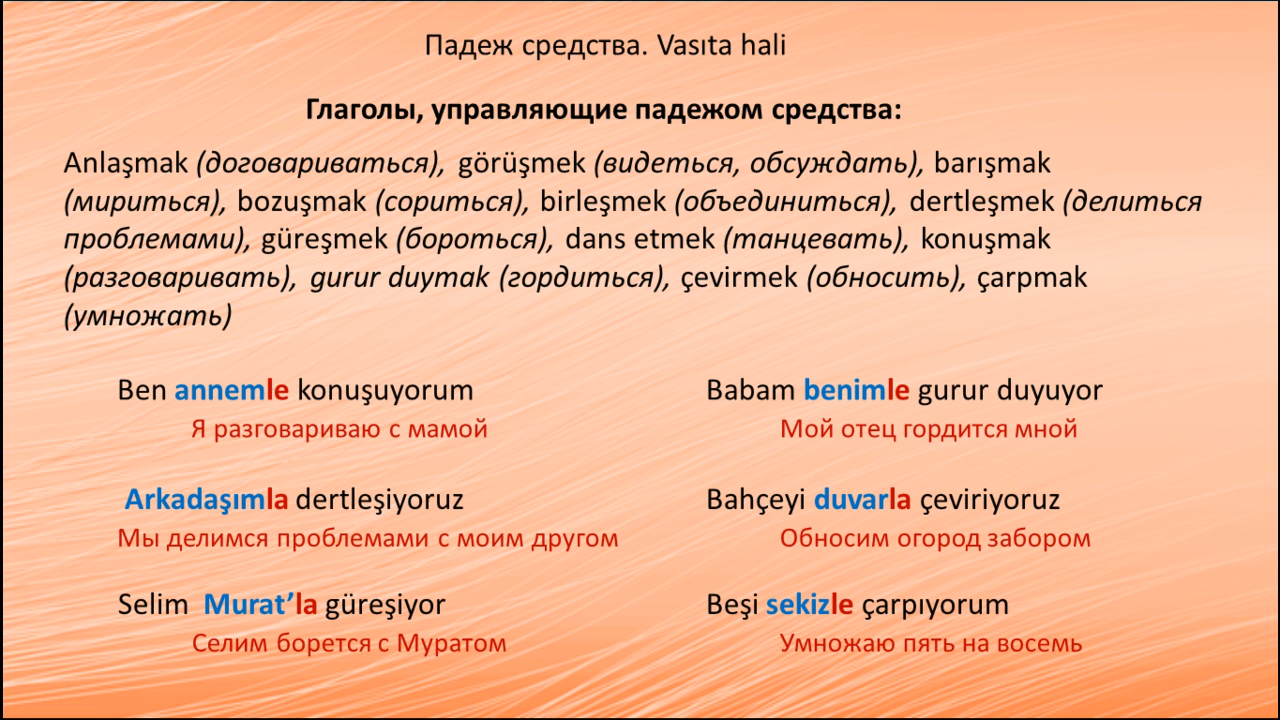 Падеж средства. Vasıta hali
Глаголы, управляющие падежом средства:
Anlaşmak (договариваться), görüşmek (видеться, обсуждать), barışmak
(мириться), bozuşmak (сориться), birleşmek (объединиться), dertleşmek (делиться
проблемами), güreşmek (бороться), dans etmek (танцевать), konuşmak
(разговаривать), gurur duymak (гордиться), çevirmek (обносить), çarpmak
(умножать)
Ben annemle konuşuyorum
Я разговариваю с мамой
Arkadaşımla dertleşiyoruz
Мы делимся проблемами с моим другом
Selim Murat’la güreşiyor
Селим борется с Муратом
Babam benimle gurur duyuyor
Мой отец гордится мной
Bahçeyi duvarla çeviriyoruz
Обносим огород забором
Beşi sekizle çarpıyorum
Умножаю пять на восемь